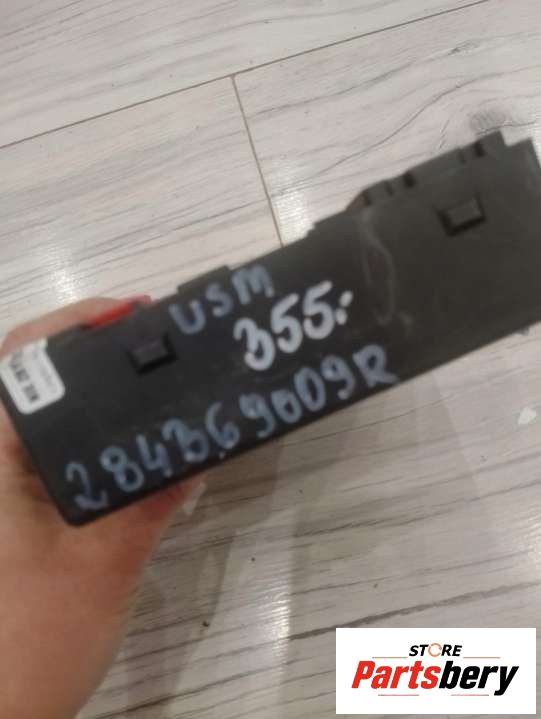 USM
355:-
284B69009R
STORE
Partsbery